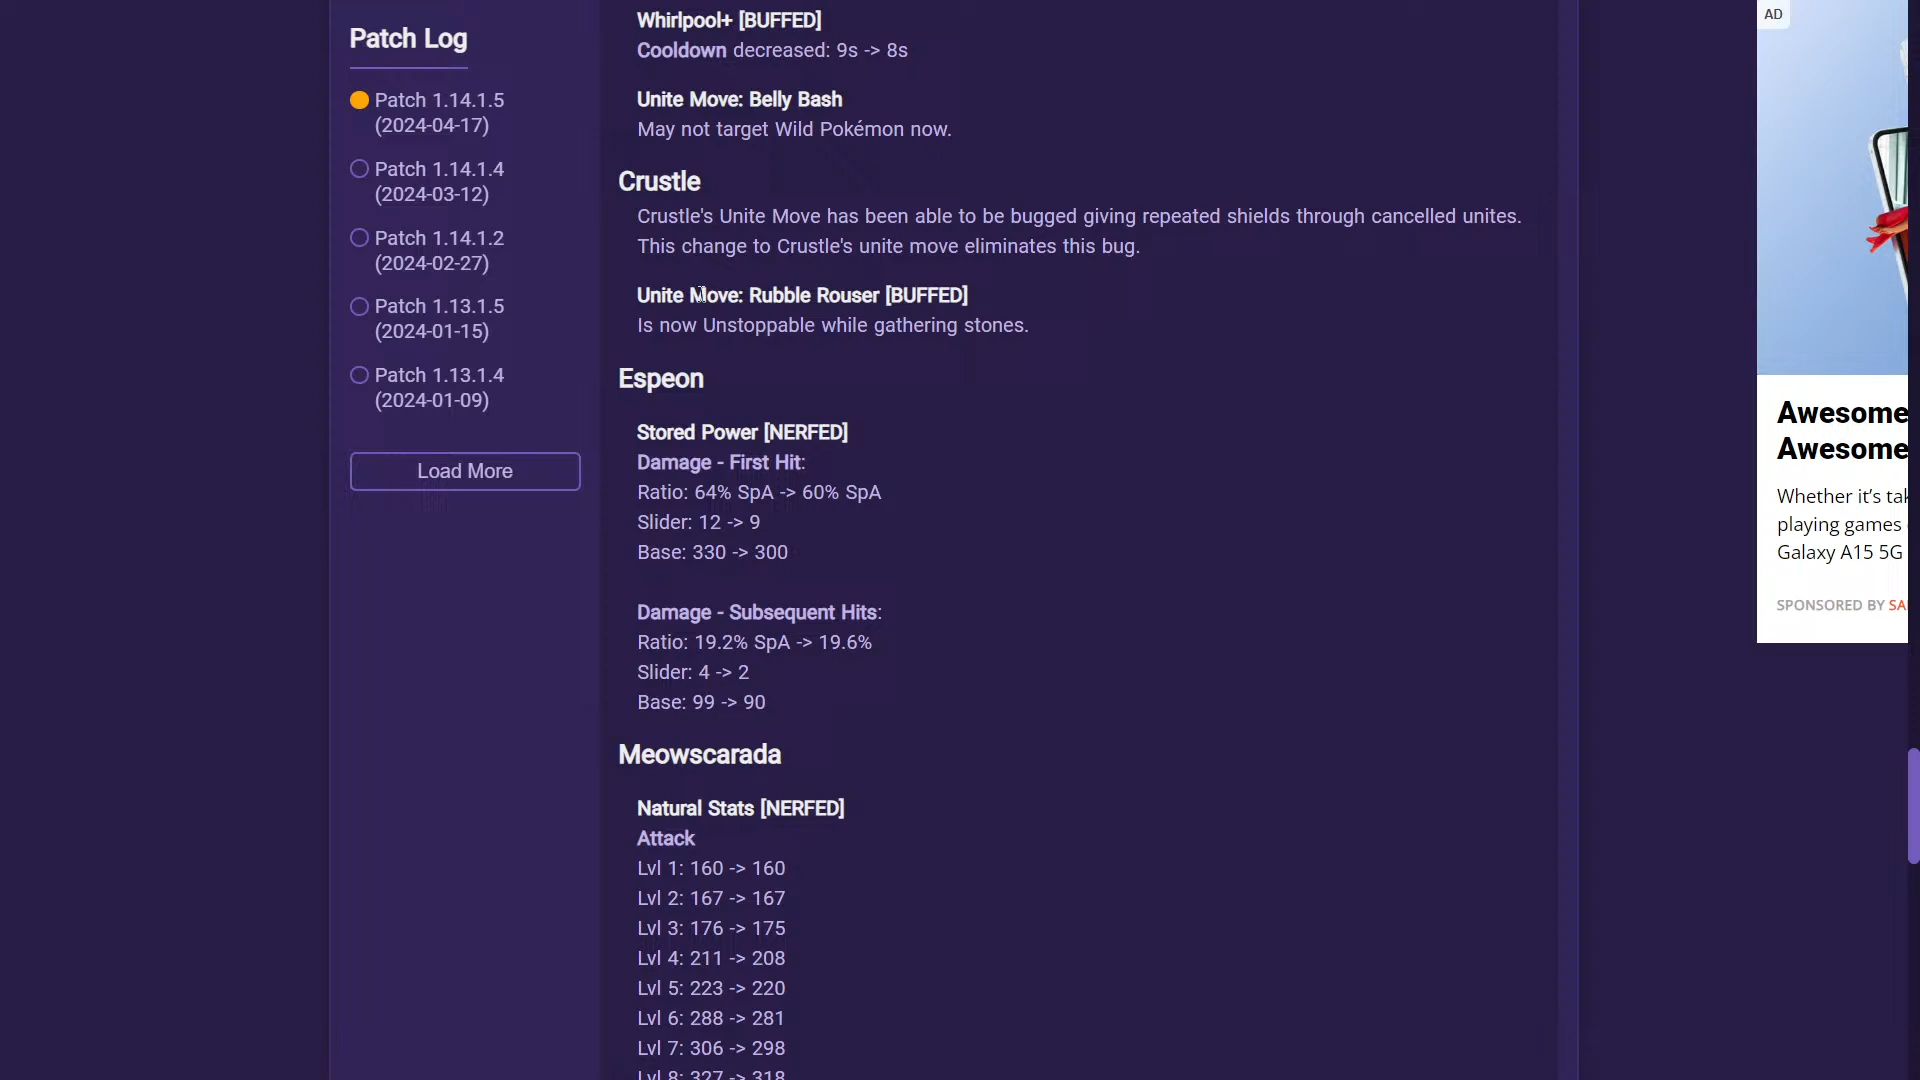 Patch Log
Patch 1.14.1.5
(2024-04-17)
Patch 1.14.1.4
(2024-03-12)
Patch 1.14.1.2
(2024-02-27)
Patch 1.13.1.5
(2024-01-15)
Patch 1.13.1.4
(2024-01-09)
Load More
Whirlpool+ [BUFFED]
Cooldown decreased: 9s -> 8s
Unite Move: Belly Bash
May not target Wild Pokémon now.
Crustle
Crustle's Unite Move has been able to be bugged giving repeated shields through cancelled unites.
This change to Crustle's unite move eliminates this bug.
Unite Move: Rubble Rouser [BUFFED]
Is now Unstoppable while gathering stones.
Espeon
Stored Power [NERFED]
Damage - First Hit:
Ratio: 64% SpA -> 60% SpA
Slider: 12 -> 9
Base: 330 -> 300
Damage - Subsequent Hits:
Ratio: 19.2% SpA -> 19.6%
Slider: 4 -> 2
Base: 99 -> 90
Meowscarada
Natural Stats [NERFED]
Attack
Lvl 1: 160 -> 160
Lvl 2: 167 -> 167
Lvl 3: 176 -> 175
Lvl 4: 211 -> 208
Lvl 5: 223 -> 220
Lvl 6: 288 -> 281
Lvl 7: 306 -> 298
Lvl 8: 327 -> 318
AD
Awesome
Awesome
Whether it's tak
playing games
Galaxy A15 5G
SPONSORED BY SA